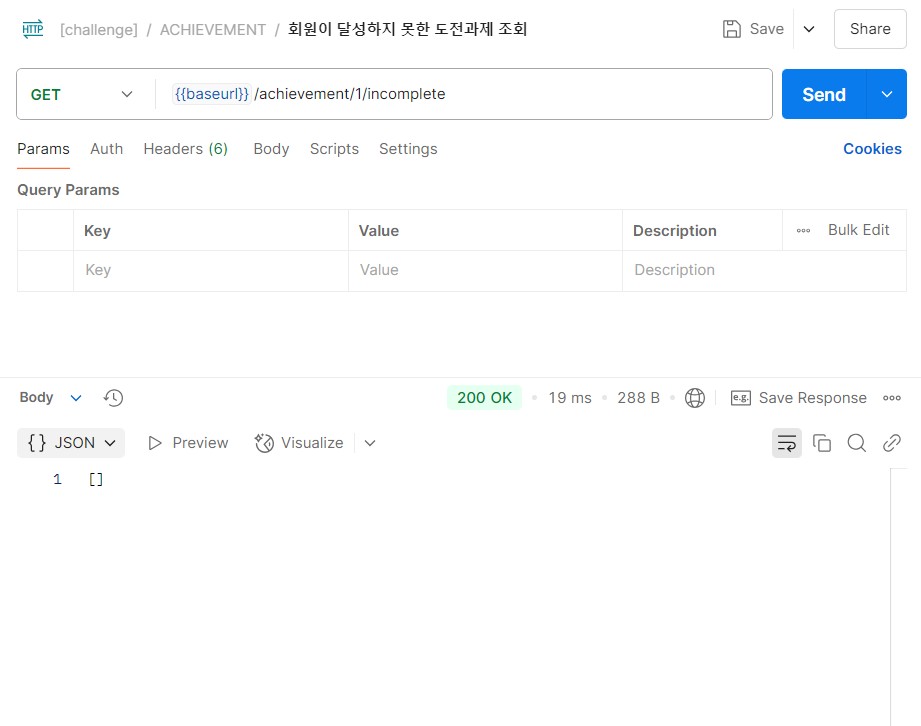 HTTP [challenge] / ACHIEVEMENT / 회원이 달성하지 못한 도전과제 조회 Save Share
GET {{baseurl}} /achievement/1/incomplete Send
Params Auth Headers (6) Body Scripts Settings Cookies
Query Params
Key Value Description Bulk Edit
Key Value Description
Body 200 OK 19 ms 288 B e.g. Save Response
{} JSON Preview Visualize
1 []